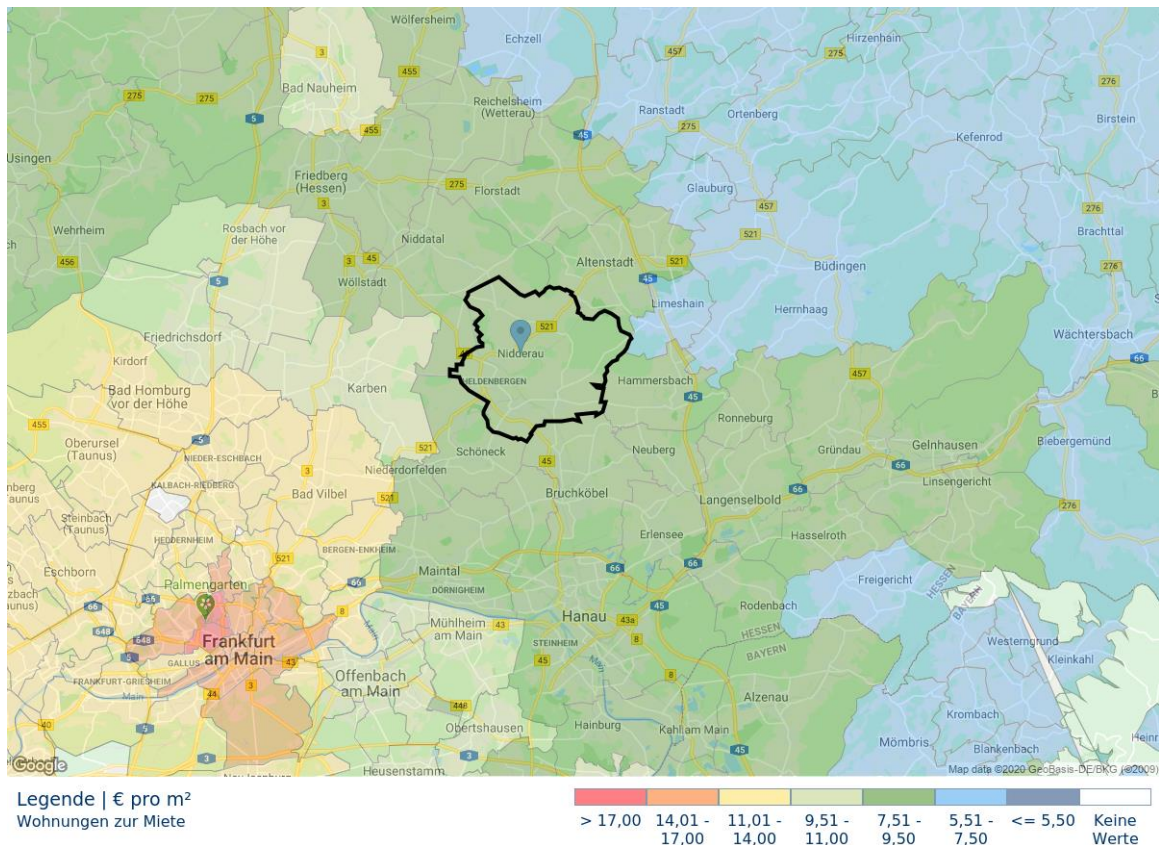 Wölfersheim
Echzell
Hirzenhain
Bad Nauheim
Reichelsheim
(Wetterau)
Ranstadt
Ortenberg
Birstein
Kefenrod
Usingen
Friedberg
(Hessen)
Florstadt
Glauburg
Wehrheim
Rosbach vor
der Höhe
Niddatal
Altenstadt
Brachttal
Wöllstadt
Büdingen
Limeshain
Herrnhaag
Wächtersbach
Friedrichsdorf
Nidderau
Kirdorf
Bad Homburg
vor der Höhe
Karben
HELDENBERGEN
Hammersbach
Ronneburg
Oberursel
(Taunus)
NIEDER-ESCHBACH
Schöneck
Neuberg
Gründau
Gelnhausen
Biebergemünd
KALBACH-RIEDBERG
Niederdorfelden
Linsengericht
Bad Vilbel
Bruchköbel
Langenselbold
Steinbach
(Taunus)
HEDDERNHEIM
BERGEN-ENKHEIM
Erlensee
Hasselroth
Eschborn
Palmengarten
Maintal
DÖRNIGHEIM
Freigericht
HESSEN
BAYERN
Hanau
Rodenbach
Mühlheim
am Main
Frankfurt
am Main
GALLUS
STEINHEIM
HESSEN
BAYERN
Westerngrund
Kleinkahl
FRANKFURT-GRIESHEIM
Offenbach
am Main
Main
Alzenau
Krombach
Obertshausen
Hainburg
Kahl am Main
Mömbris
Blankenbach
Heusenstamm
Google
Map data ©2020 GeoBasis-DE/BKG (©2009)
Legende | € pro m²
Wohnungen zur Miete
> 17,00
14,01 -
17,00
11,01 -
14,00
9,51 -
11,00
7,51 -
9,50
5,51 -
7,50
<= 5,50
Keine
Werte